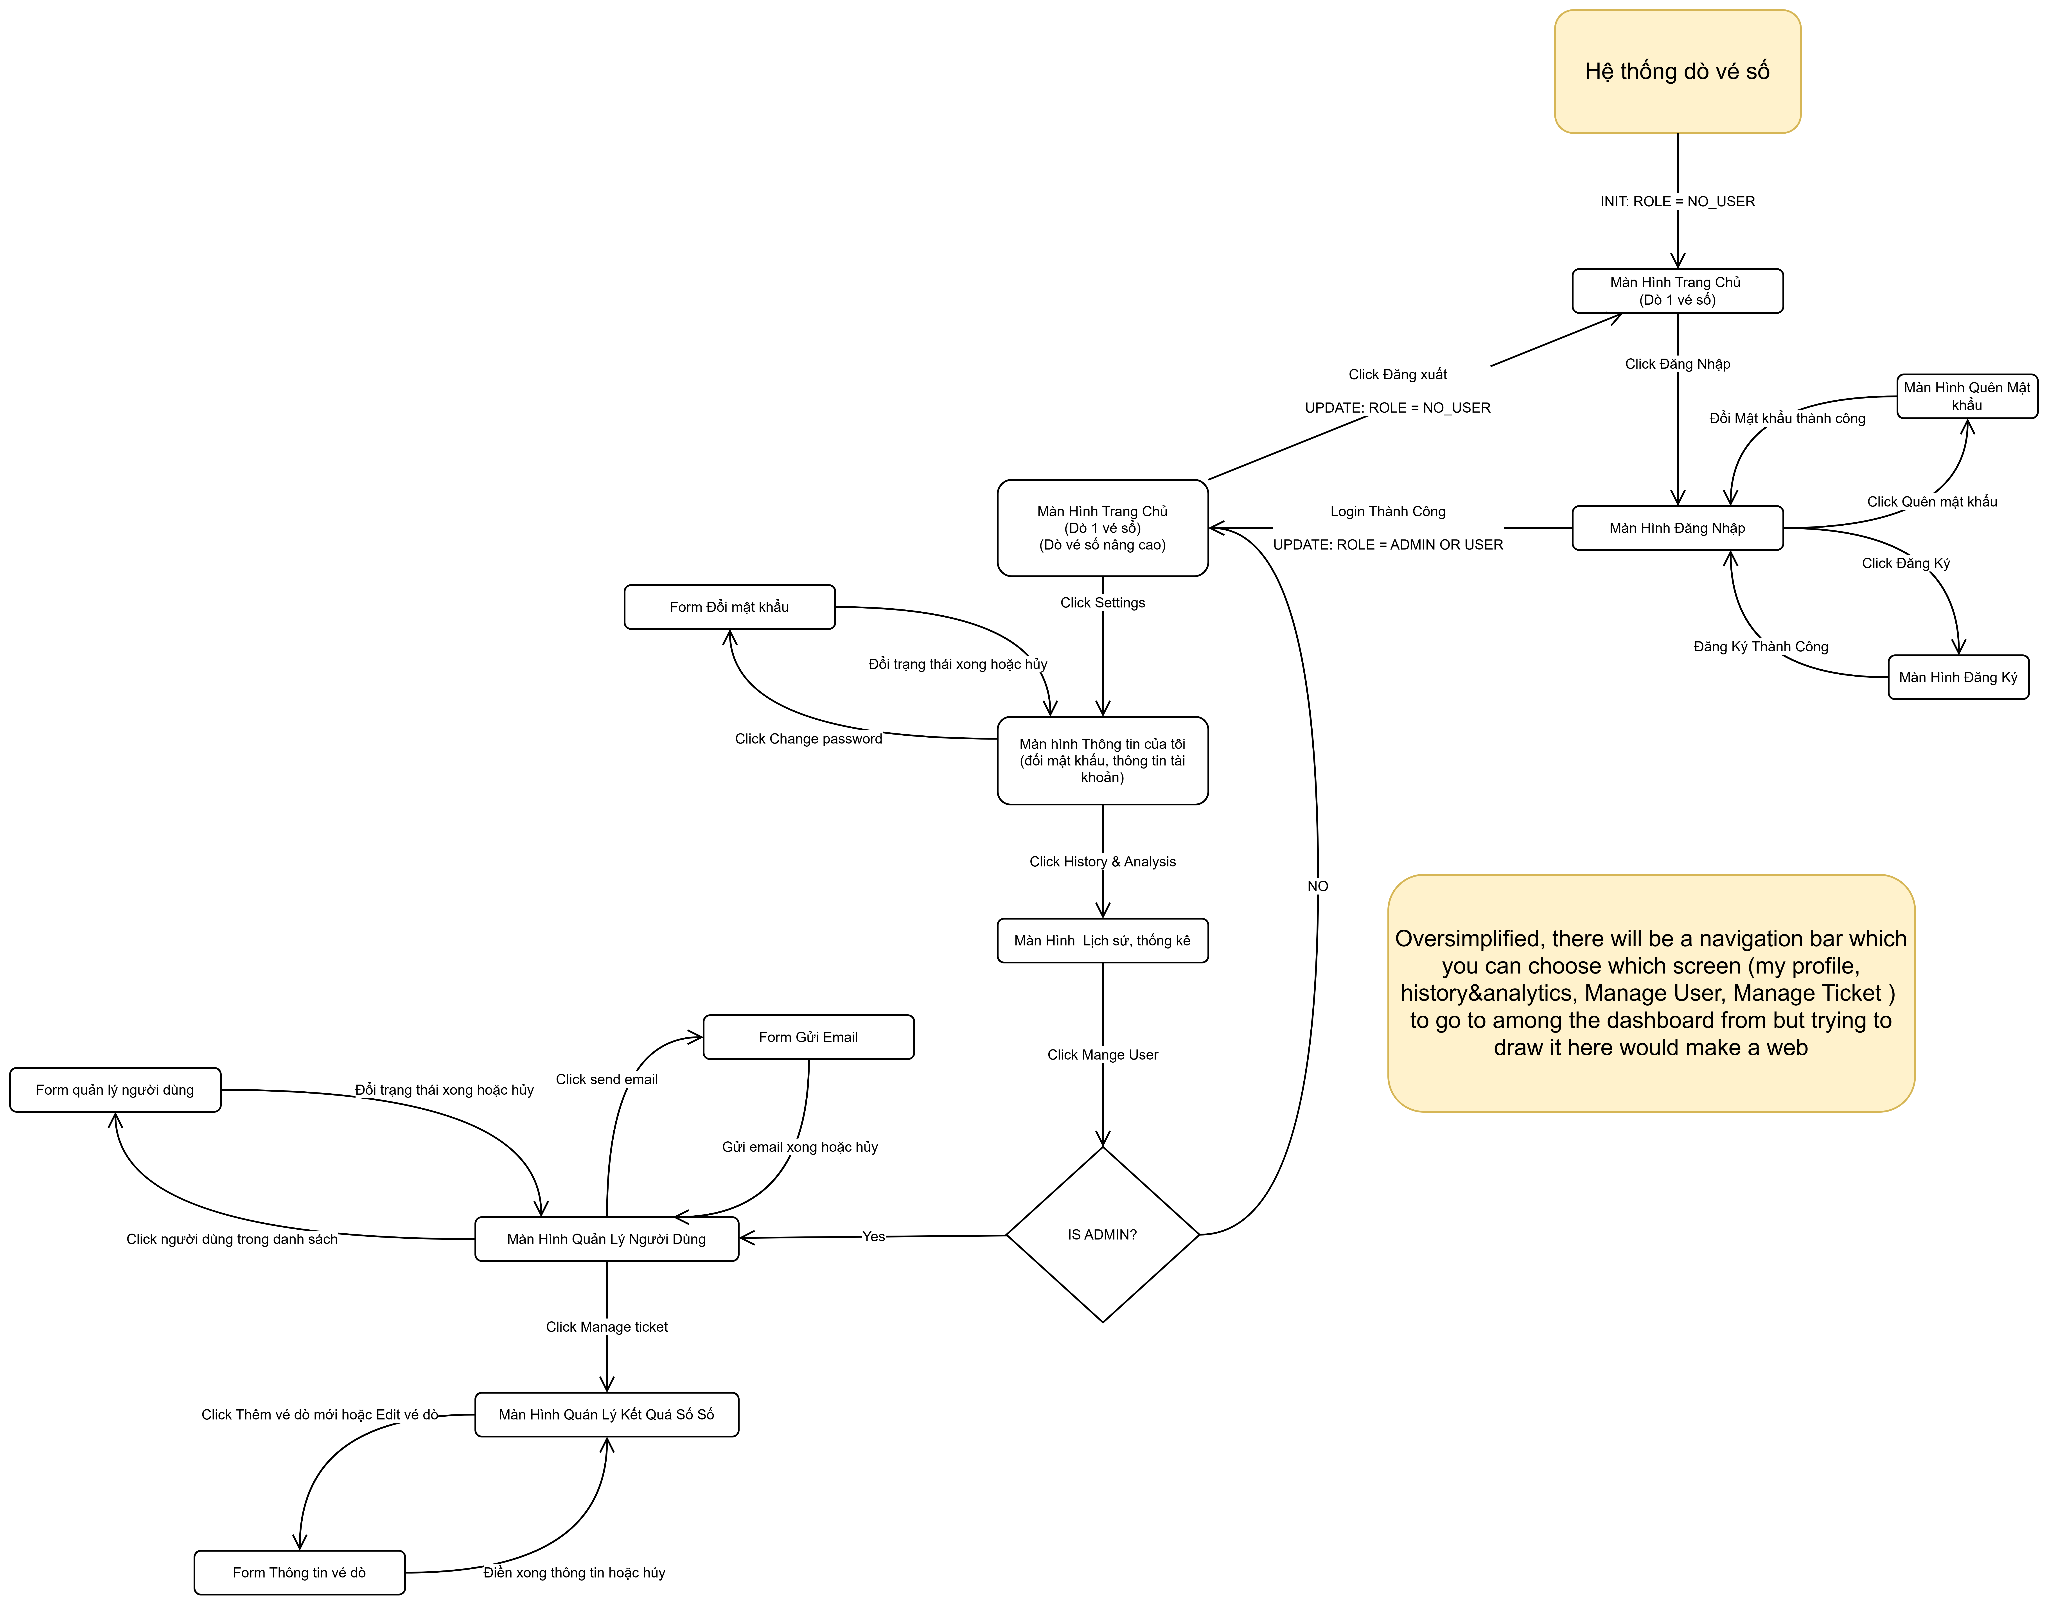 Hệ thống dò vé số
INIT: ROLE = NO_USER
Màn Hình Trang Chủ
(Dò 1 vé số)
Click Đăng Nhập
Click Đăng xuất
UPDATE: ROLE = NO_USER
Màn Hình Quên Mật
khẩu
Đổi Mật khẩu thành công
Click Quên mật khẩu
Màn Hình Trang Chủ
(Dò 1 vé số)
(Dò vé số nâng cao)
Login Thành Công
UPDATE: ROLE = ADMIN OR USER
Màn Hình Đăng Nhập
Click Đăng Ký
Đăng Ký Thành Công
Màn Hình Đăng Ký
Click Settings
Form Đổi mật khẩu
Đổi trạng thái xong hoặc hủy
Click Change password
Màn hình Thông tin của tôi
(đổi mật khẩu, thông tin tài
khoản)
Click History & Analysis
NO
Màn Hình  Lịch sử, thống kê
Oversimplified, there will be a navigation bar which
you can choose which screen (my profile,
history&analytics, Manage User, Manage Ticket )
to go to among the dashboard from but trying to
draw it here would make a web
Click Mange User
Form Gửi Email
Click send email
Gửi email xong hoặc hủy
Form quản lý người dùng
Đổi trạng thái xong hoặc hủy
Click người dùng trong danh sách
Màn Hình Quản Lý Người Dùng
Yes
IS ADMIN?
Click Manage ticket
Click Thêm vé dò mới hoặc Edit vé dò
Màn Hình Quản Lý Kết Quả Sổ Số
Form Thông tin vé dò
Điền xong thông tin hoặc hủy